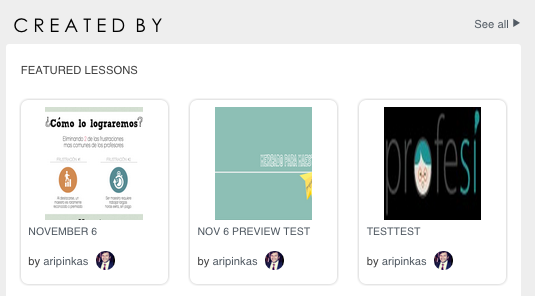 CREATED BY
See all
FEATURED LESSONS
¿Cómo lo lograremos?
Eliminando 2 de las frustraciones
mas comunes de los profesores
profesi
NOVEMBER 6
NOV 6 PREVIEW TEST
TESTTEST
by aripinkas
by aripinkas
by aripinkas